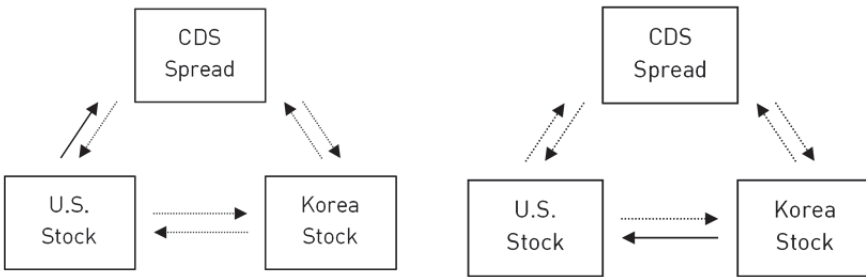 CDS
Spread
U.S.
Stock
Korea
Stock
CDS
Spread
U.S.
Stock
Korea
Stock